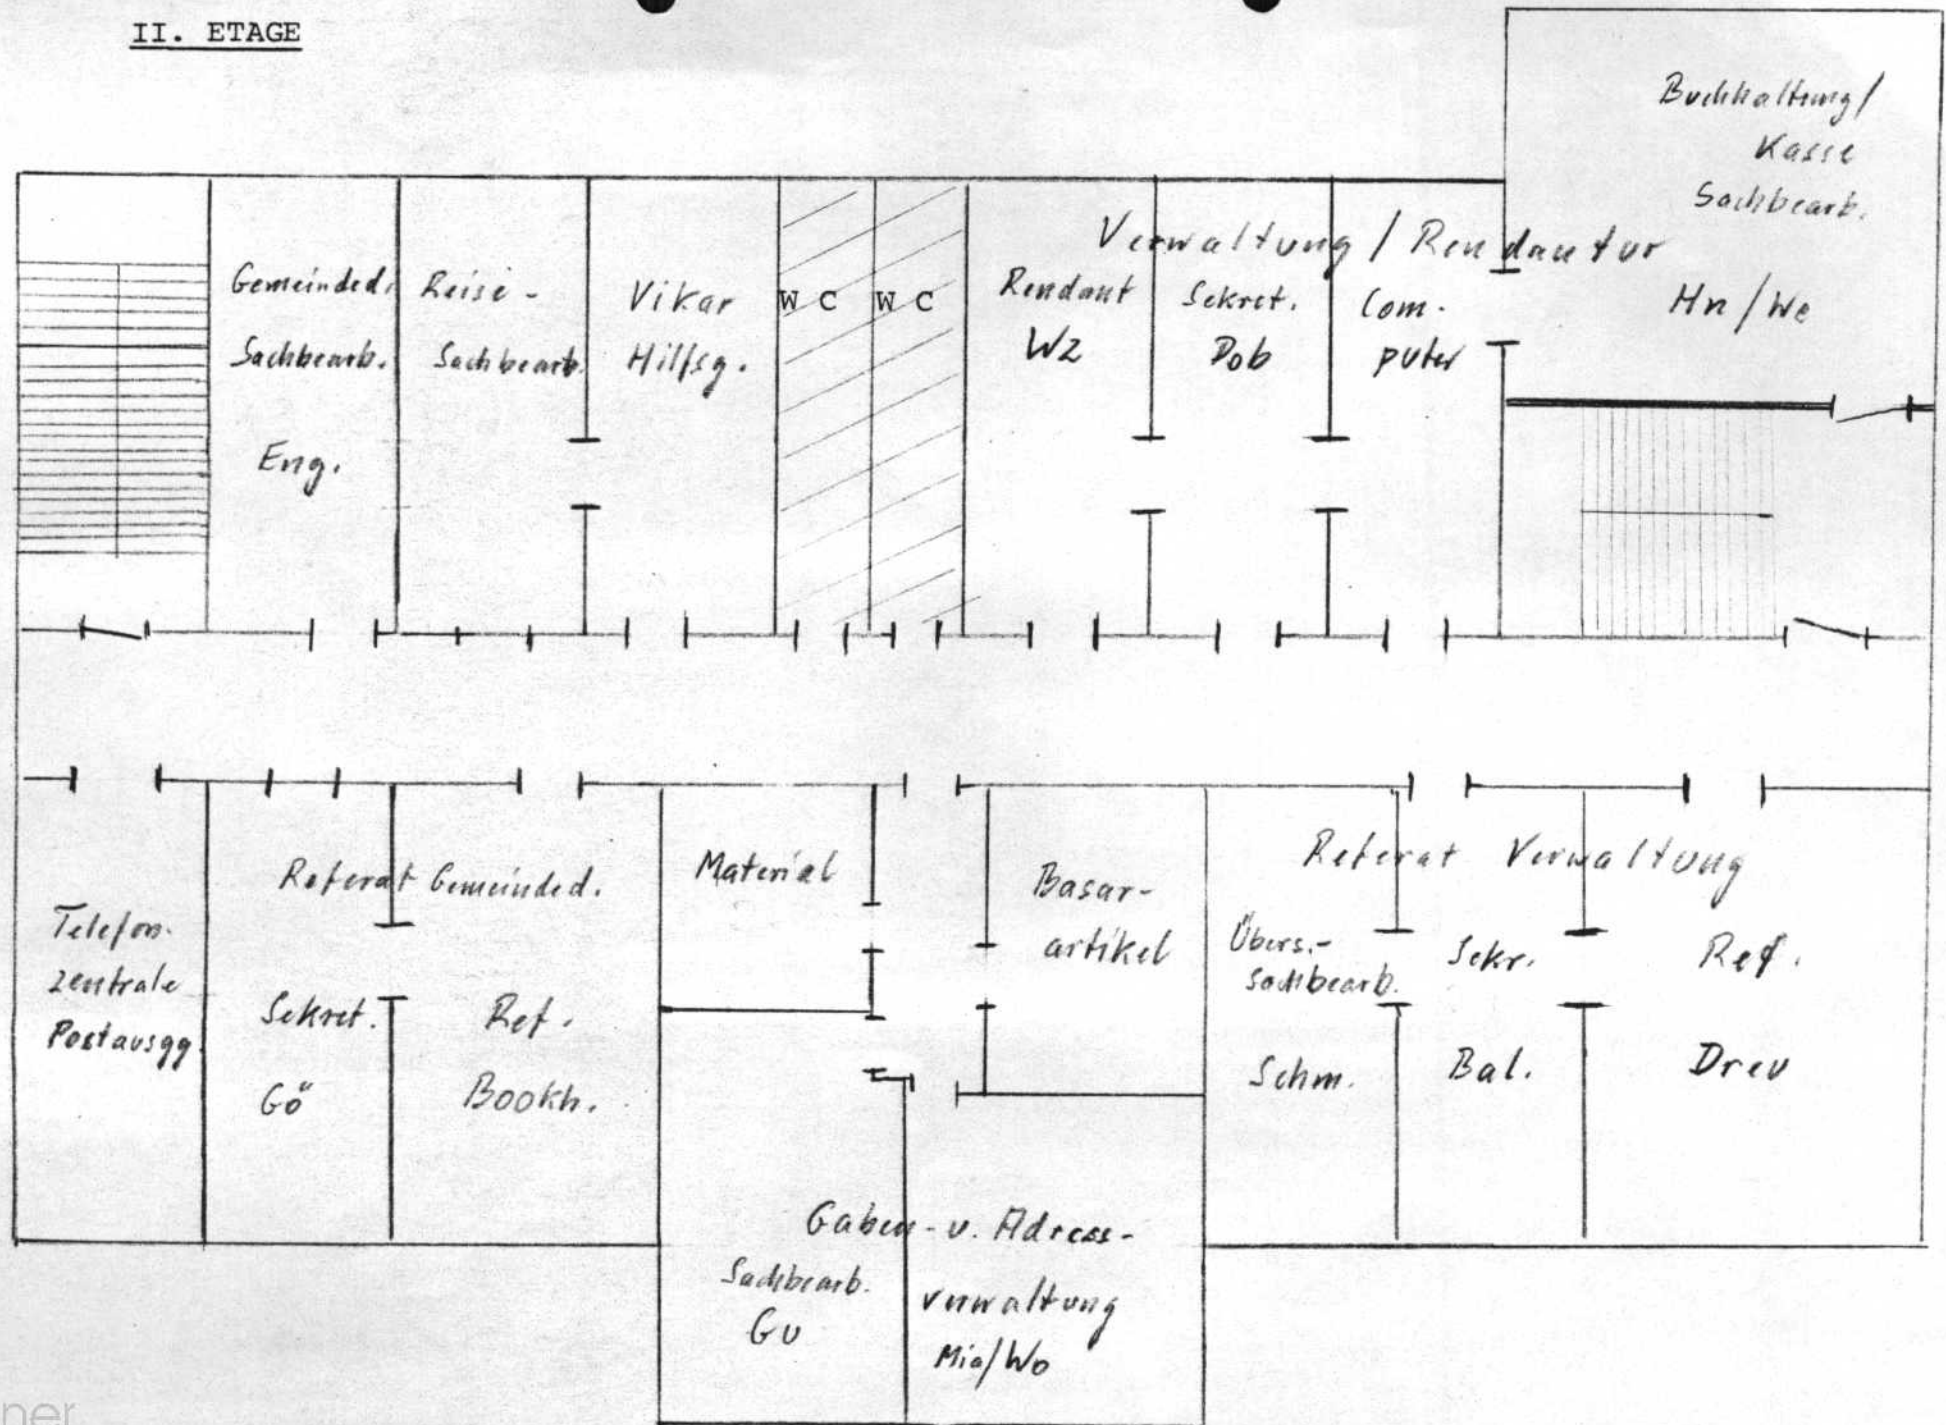 II. ETAGE
Buchhaltung/
Kasse
Sachbearb.
Hn/We
Gemeinded.
Sachbearb.
Eng.
Reise-
Sachbearb.
Vikar
Hilfsg.
WC
WC
Verwaltung/Rendantur
Rendant
Wz
Sekret.
Dob
Com-
puter
Telefon-
zentrale
Postausgg.
Referat Gemeinded.
Sekret.
Gö
Ref.
Bookh.
Material
Basar-
artikel
Referat Verwaltung
Übers.-
Sachbearb.
Schm.
Sekr.
Bal.
Ref.
Dreu
Gaben- u. Adress-
verwaltung
Sachbearb.
Gu
Mia/Wo
ner